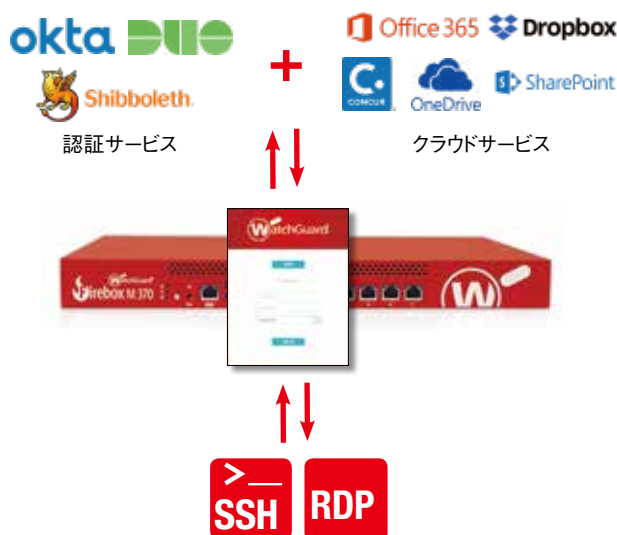 okta DUO
Shibboleth.
認証サービス
+
Office 365 Dropbox
C.
CONCUR
OneDrive
SharePoint
クラウドサービス
WatchGuard
WatchGuard
Firebox M 370
W
>_
SSH
RDP